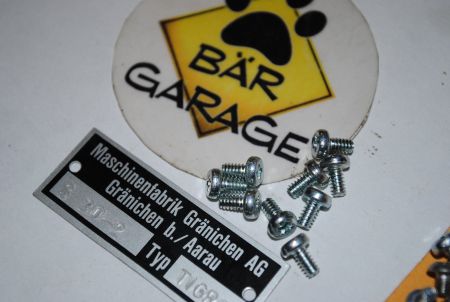 BÄR
GARAGE
Maschinenfabrik Gränichen AG
Gränichen b./Aarau
Typ